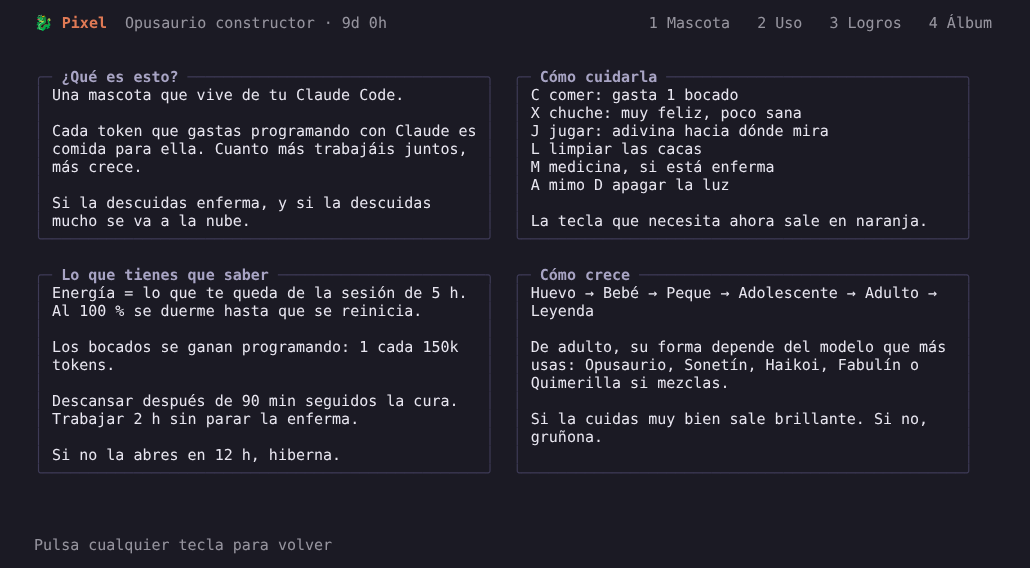 🐉 Pixel Opusaurio constructor · 9d 0h 1 Mascota 2 Uso 3 Logros 4 Álbum
¿Qué es esto?
Una mascota que vive de tu Claude Code.
Cada token que gastas programando con Claude es
comida para ella. Cuanto más trabajáis juntos,
más crece.
Si la descuidas enferma, y si la descuidas
mucho se va a la nube.
Cómo cuidarla
C comer: gasta 1 bocado
X chuche: muy feliz, poco sana
J jugar: adivina hacia dónde mira
L limpiar las cacas
M medicina, si está enferma
A mimo D apagar la luz
La tecla que necesita ahora sale en naranja.
Lo que tienes que saber
Energía = lo que te queda de la sesión de 5 h.
Al 100 % se duerme hasta que se reinicia.
Los bocados se ganan programando: 1 cada 150k
tokens.
Descansar después de 90 min seguidos la cura.
Trabajar 2 h sin parar la enferma.
Si no la abres en 12 h, hiberna.
Cómo crece
Huevo → Bebé → Peque → Adolescente → Adulto →
Leyenda
De adulto, su forma depende del modelo que más
usas: Opusaurio, Sonetín, Haikoi, Fabulín o
Quimerilla si mezclas.
Si la cuidas muy bien sale brillante. Si no,
gruñona.
Pulsa cualquier tecla para volver